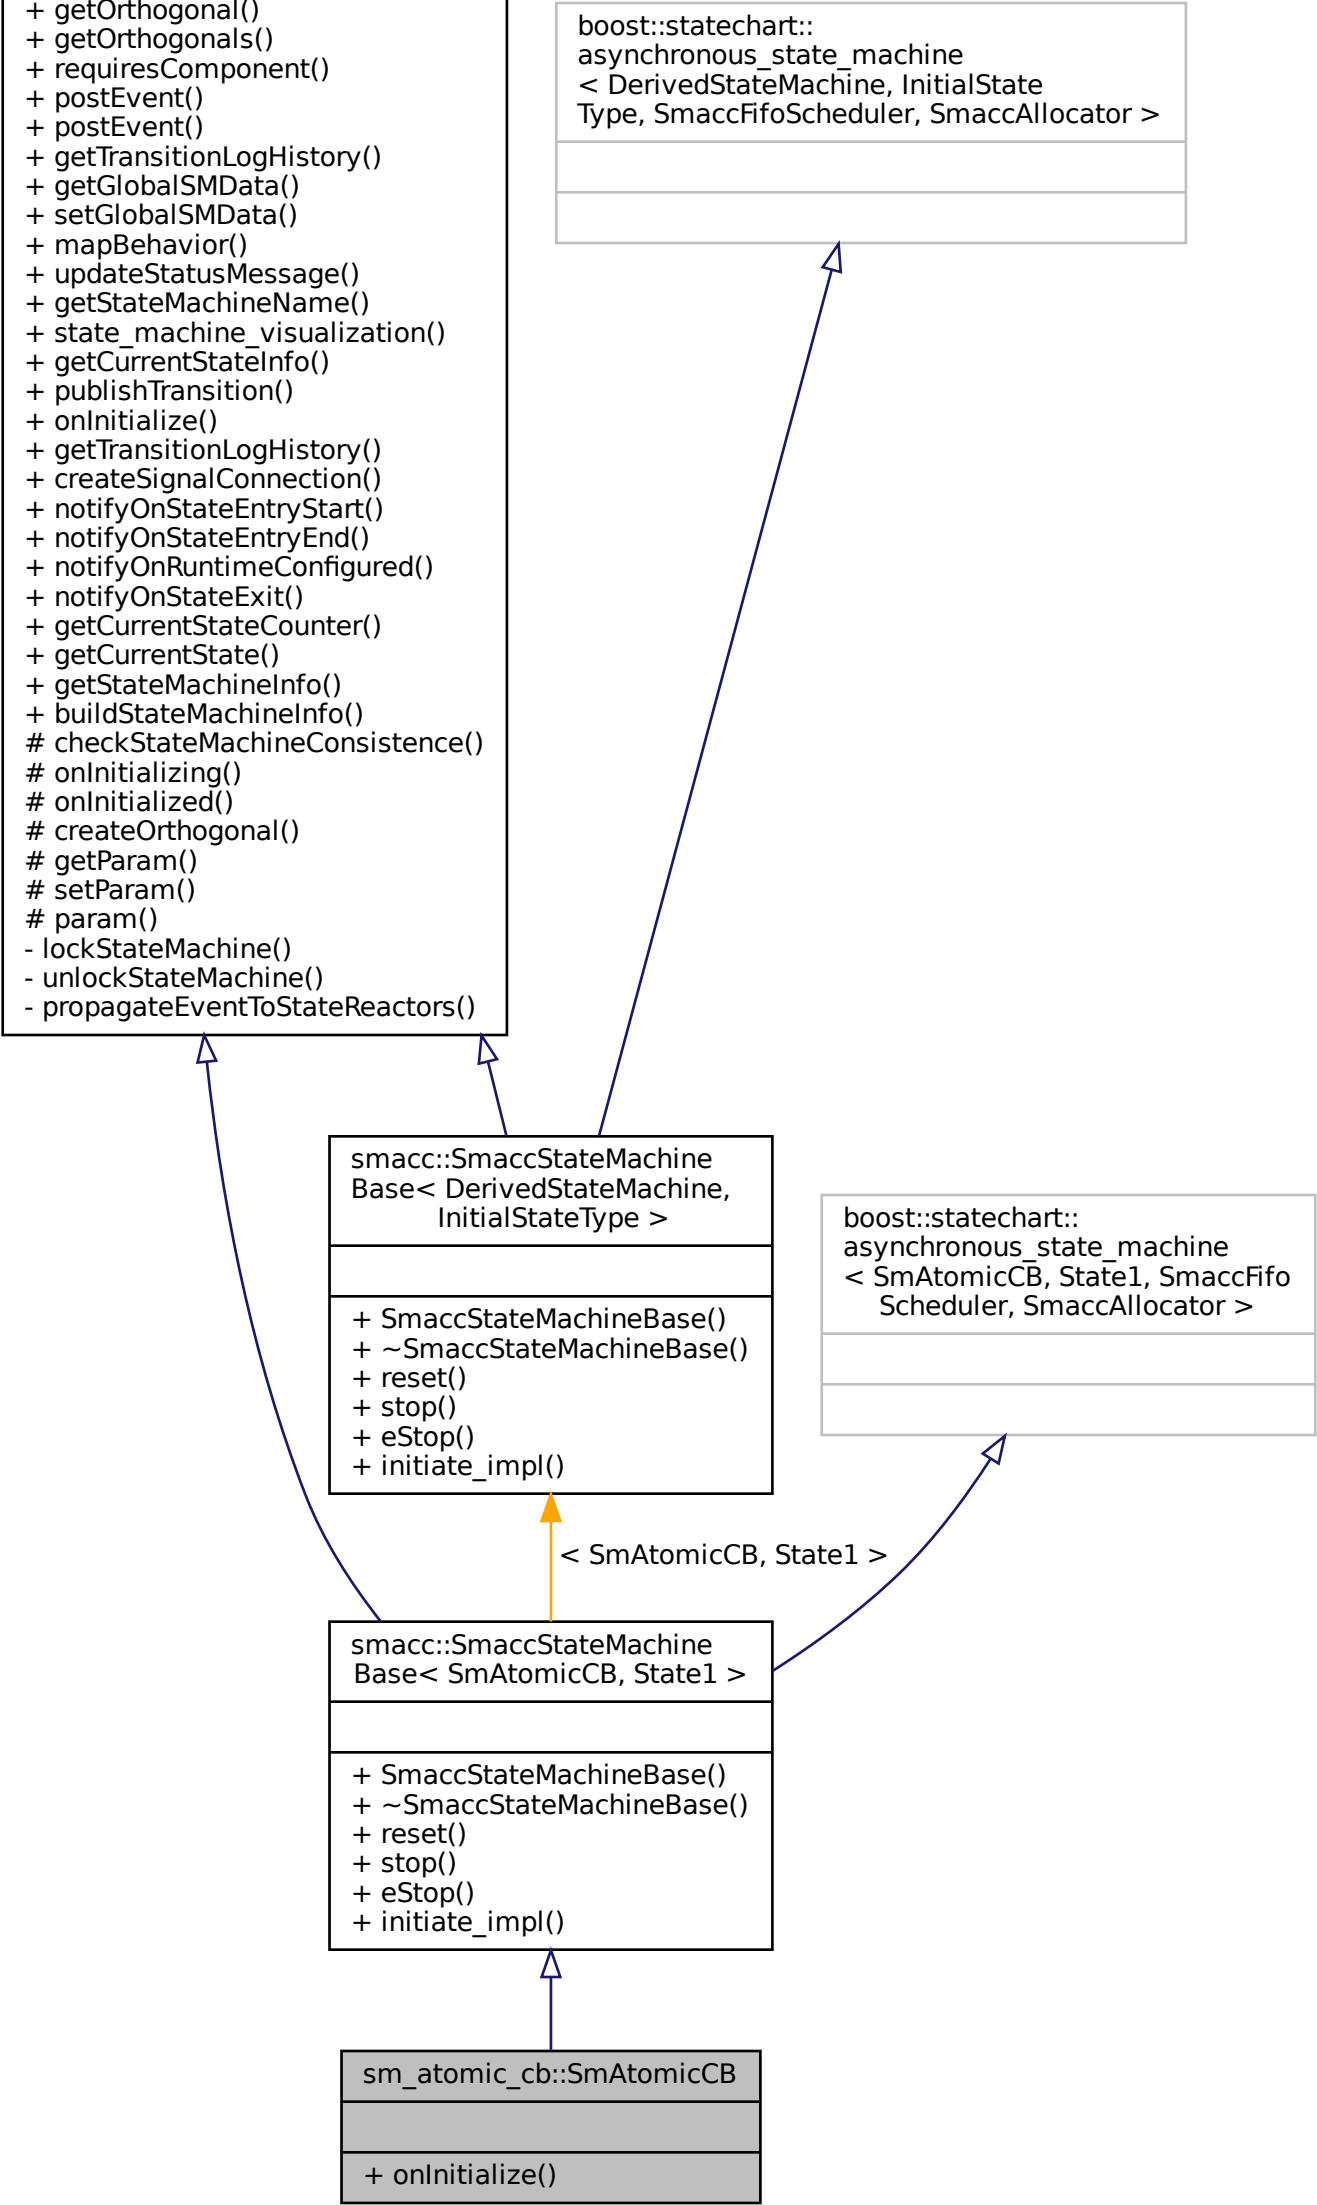 + getOrthogonal()
+ getOrthogonals()
+ requiresComponent()
+ postEvent()
+ postEvent()
+ getTransitionLogHistory()
+ getGlobalSMData()
+ setGlobalSMData()
+ mapBehavior()
+ updateStatusMessage()
+ getStateMachineName()
+ state_machine_visualization()
+ getCurrentStateInfo()
+ publishTransition()
+ onInitialize()
+ getTransitionLogHistory()
+ createSignalConnection()
+ notifyOnStateEntryStart()
+ notifyOnStateEntryEnd()
+ notifyOnRuntimeConfigured()
+ notifyOnStateExit()
+ getCurrentStateCounter()
+ getCurrentState()
+ getStateMachineInfo()
+ buildStateMachineInfo()
# checkStateMachineConsistence()
# onInitializing()
# onInitialized()
# createOrthogonal()
# getParam()
# setParam()
# param()
- lockStateMachine()
- unlockStateMachine()
- propagateEventToStateReactors()
boost::statechart::
asynchronous_state_machine
< DerivedStateMachine, InitialState
Type, SmaccFifoScheduler, SmaccAllocator >
smacc::SmaccStateMachine
Base< DerivedStateMachine,
InitialStateType >
+ SmaccStateMachineBase()
+ ~SmaccStateMachineBase()
+ reset()
+ stop()
+ eStop()
+ initiate_impl()
boost::statechart::
asynchronous_state_machine
< SmAtomicCB, State1, SmaccFifo
Scheduler, SmaccAllocator >
< SmAtomicCB, State1 >
smacc::SmaccStateMachine
Base< SmAtomicCB, State1 >
+ SmaccStateMachineBase()
+ ~SmaccStateMachineBase()
+ reset()
+ stop()
+ eStop()
+ initiate_impl()
sm_atomic_cb::SmAtomicCB
+ onInitialize()